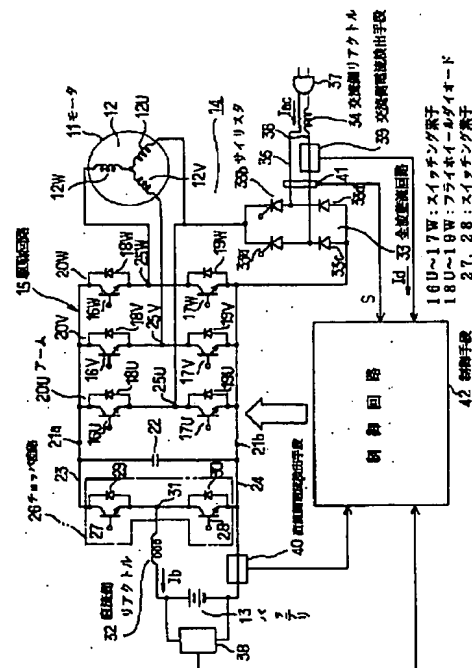 11 モータ
12
12U
12W
12V
14
15 駆動回路
20W
20V
20U アーム
18W
18V
18U
16W
16V
16U
25W
25V
25U
19W
19V
19U
17W
17V
17U
21a
21b
22
23
24
26 チョッパ回路
27
28
29
30
31
32 直流側
リアクトル
Ib
13 バッテリ
38
40 直流側電流検出手段
33a
33b サイリスタ
33c
33d
33 全波整流回路
34 交流側リアクトル
36
37
Iac
39 交流側電流検出手段
41
S
Id
制御回路
42 制御手段
16U~17W:スイッチング素子
18U~19W:フライホイールダイオード
27, 28:スイッチング素子